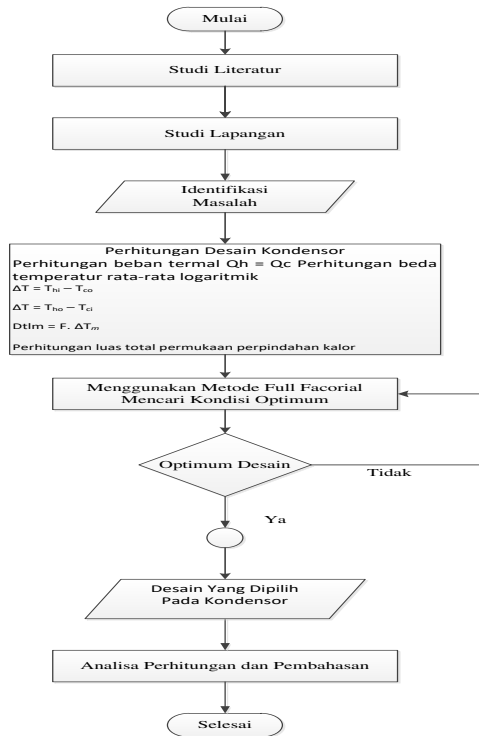 Mulai
Studi Literatur
Studi Lapangan
Identifikasi
Masalah
Perhitungan Desain Kondensor
Perhitungan beban termal Qh = Qc Perhitungan beda
temperatur rata-rata logaritmik
ΔT = Tₕᵢ − T꜀ₒ
ΔT = Tₕₒ − T꜀ᵢ
Dtlm = F. ΔTₘ
Perhitungan luas total permukaan perpindahan kalor
Menggunakan Metode Full Facorial
Mencari Kondisi Optimum
Optimum Desain
Tidak
Ya
Desain Yang Dipilih
Pada Kondensor
Analisa Perhitungan dan Pembahasan
Selesai